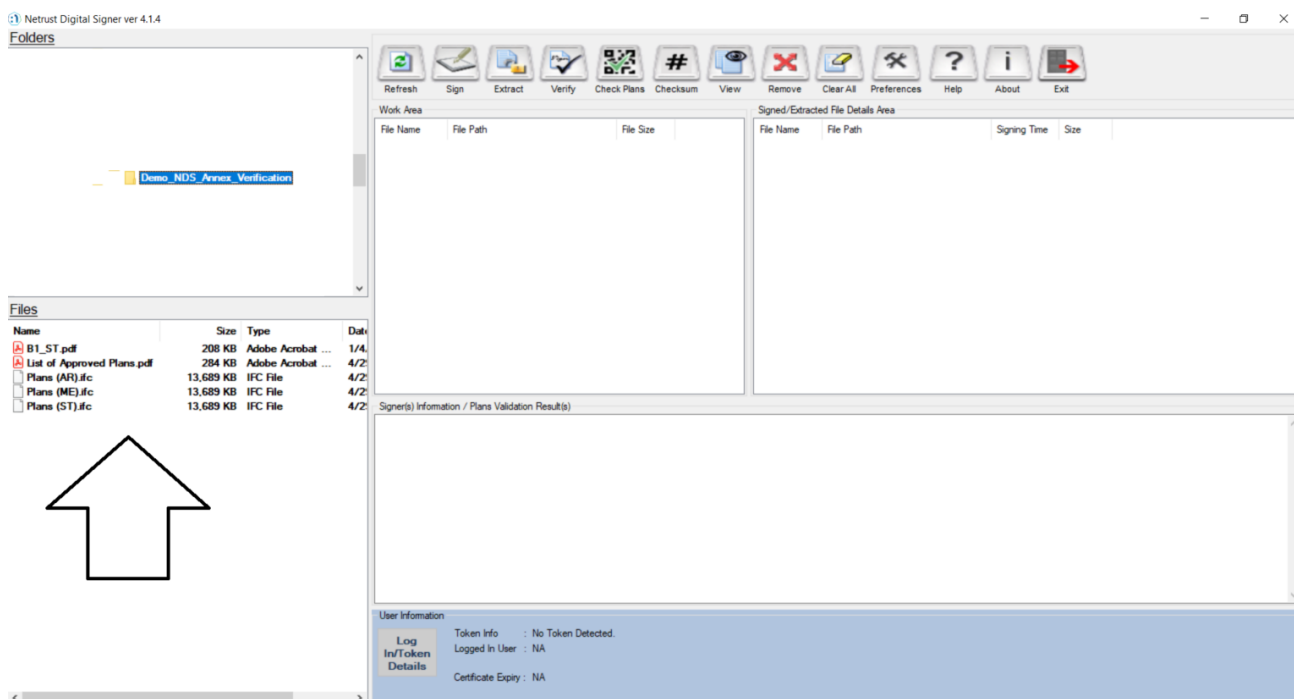 Netrust Digital Signer ver 4.1.4
Folders
Demo_NDS_Annex_Verification
Refresh Sign Extract Verify Check Plans Checksum View Remove Clear All Preferences Help About Exit
Work Area
File Name File Path File Size
Signed/Extracted File Details Area
File Name File Path Signing Time Size
Files
Name Size Type Date
B1_ST.pdf 208 KB Adobe Acrobat ... 1/4.
List of Approved Plans.pdf 284 KB Adobe Acrobat ... 4/2
Plans (AR).ifc 13,689 KB IFC File 4/2
Plans (ME).ifc 13,689 KB IFC File 4/2
Plans (ST).ifc 13,689 KB IFC File 4/2
Signer(s) Information / Plans Validation Result(s)
User Information
Log
In/Token
Details
Token Info : No Token Detected.
Logged In User : NA
Certificate Expiry : NA